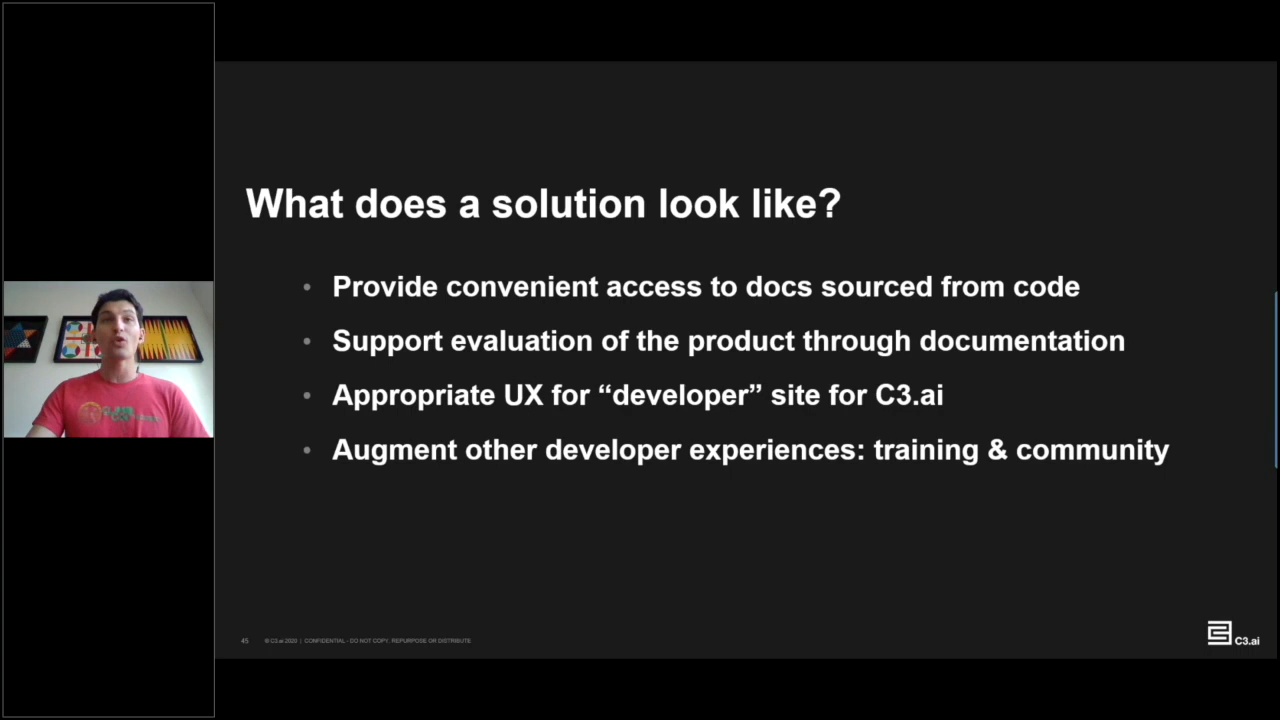 What does a solution look like?
• Provide convenient access to docs sourced from code
• Support evaluation of the product through documentation
• Appropriate UX for “developer” site for C3.ai
• Augment other developer experiences: training & community
45 © C3.ai 2020 | CONFIDENTIAL - DO NOT COPY, REPURPOSE OR DISTRIBUTE
C3.ai